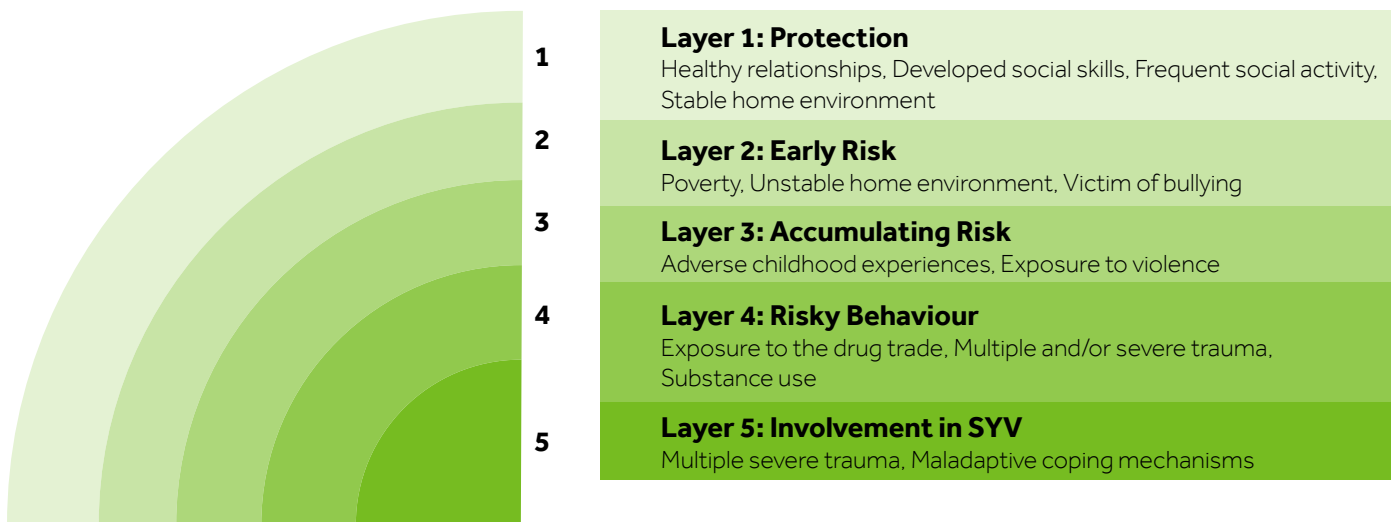 1
2
3
4
5
Layer 1: Protection
Healthy relationships, Developed social skills, Frequent social activity,
Stable home environment
Layer 2: Early Risk
Poverty, Unstable home environment, Victim of bullying
Layer 3: Accumulating Risk
Adverse childhood experiences, Exposure to violence
Layer 4: Risky Behaviour
Exposure to the drug trade, Multiple and/or severe trauma,
Substance use
Layer 5: Involvement in SYV
Multiple severe trauma, Maladaptive coping mechanisms